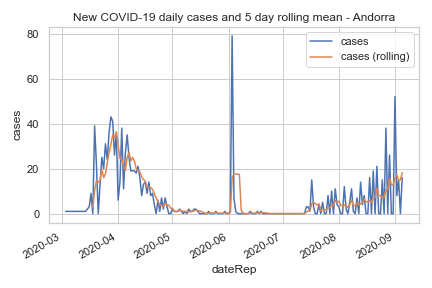 New COVID-19 daily cases and 5 day rolling mean - Andorra
cases
cases (rolling)
80
60
40
20
0
cases
2020-03
2020-04
2020-05
2020-06
2020-07
2020-08
2020-09
dateRep